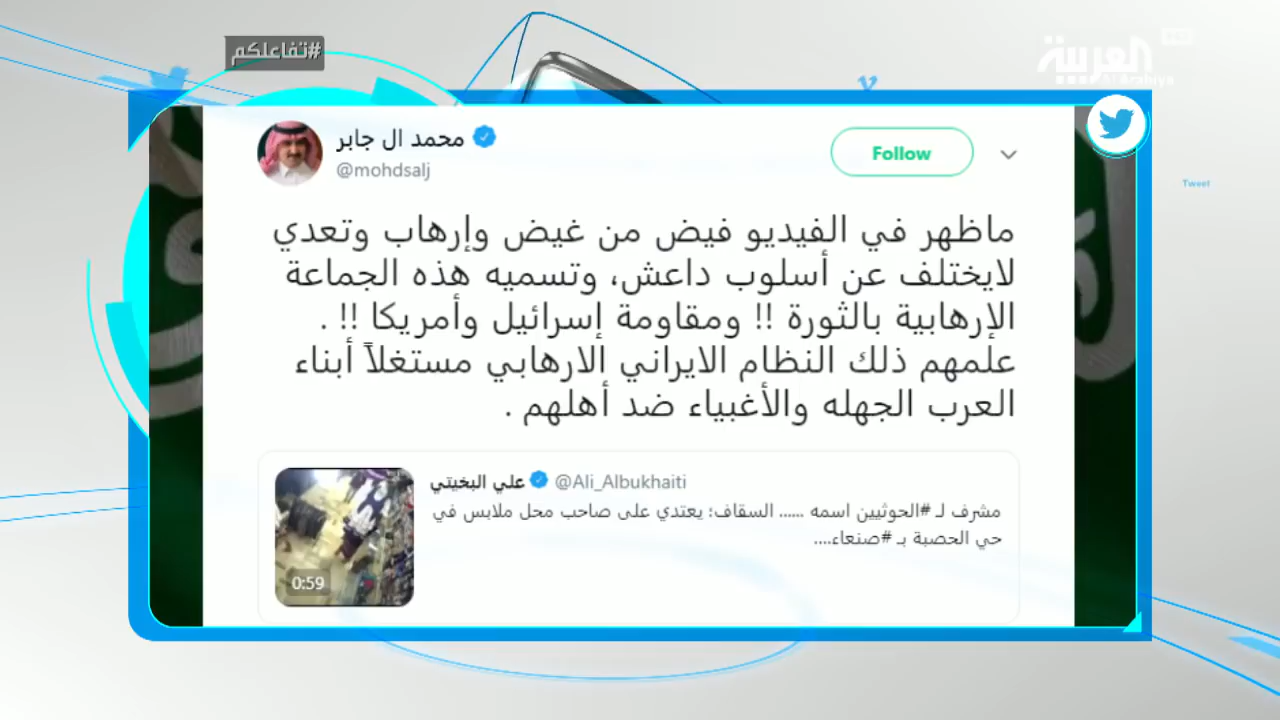 #تفاعلكم
العربية
Al Arabiya
محمد ال جابر
@mohdsalj
Follow
Tweet
ماظهر في الفيديو فيض من غيض وإرهاب وتعدي
لايختلف عن أسلوب داعش، وتسميه هذه الجماعة
الإرهابية بالثورة !! ومقاومة إسرائيل وأمريكا !! .
علمهم ذلك النظام الايراني الارهابي مستغلاً أبناء
العرب الجهله والأغبياء ضد أهلهم .
علي البخيتي @Ali_Albukhaiti
مشرف لـ #الحوثيين اسمه ...... السقاف؛ يعتدي على صاحب محل ملابس في
حي الحصبة بـ #صنعاء....
0:59